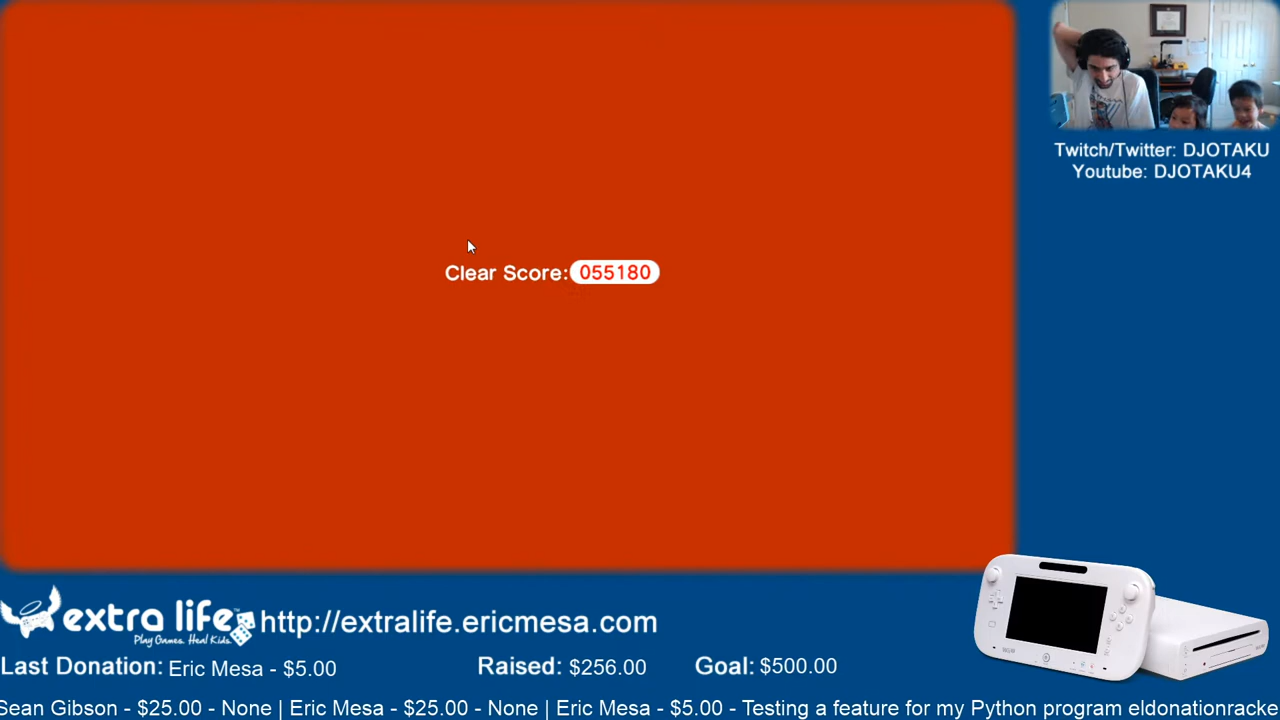 Twitch/Twitter: DJOTAKU
Youtube: DJOTAKU4
Clear Score: 055180
extra life™ http://extralife.ericmesa.com
Play Games. Heal Kids.
Last Donation: Eric Mesa - $5.00 Raised: $256.00 Goal: $500.00
Sean Gibson - $25.00 - None | Eric Mesa - $25.00 - None | Eric Mesa - $5.00 - Testing a feature for my Python program eldonationracke